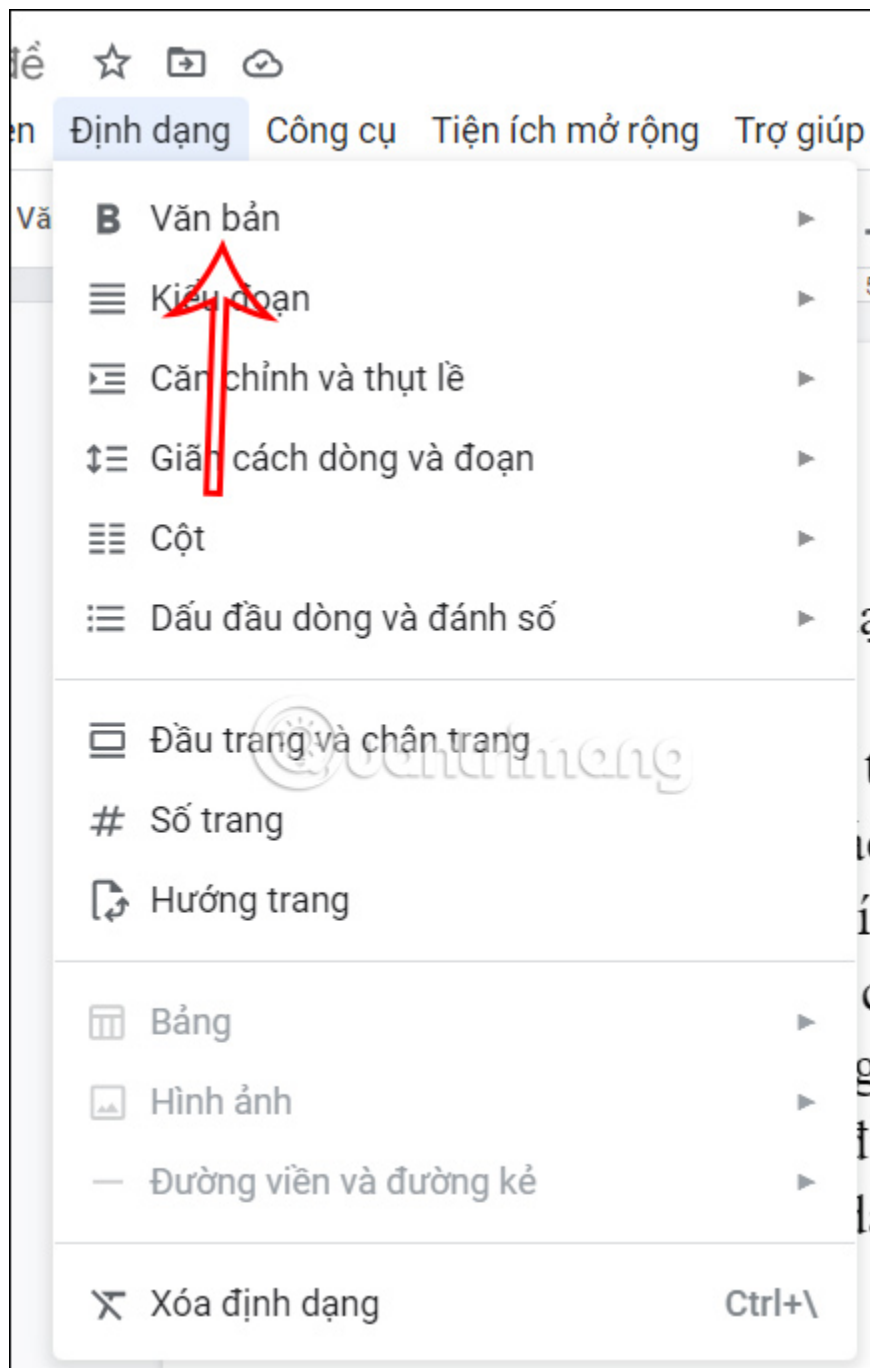 đề
Định dạng Công cụ Tiện ích mở rộng Trợ giúp
Vă
B Văn bản
Kiểu đoạn
Căn chỉnh và thụt lề
Giãn cách dòng và đoạn
Cột
Dấu đầu dòng và đánh số
Đầu trang và chân trang
Quantrimang
# Số trang
Hướng trang
Bảng
Hình ảnh
Đường viền và đường kẻ
Xóa định dạng Ctrl+\